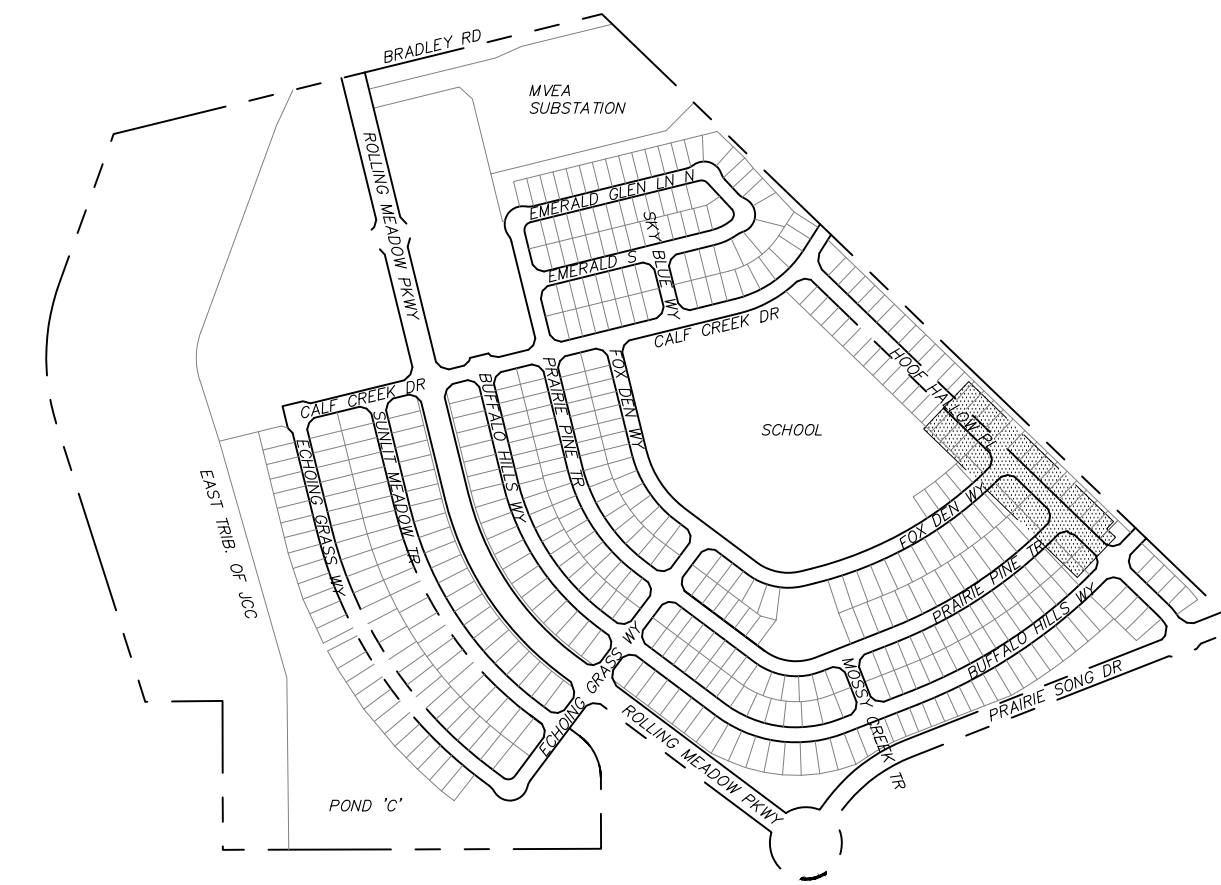 BRADLEY RD
MVEA
SUBSTATION
ROLLING MEADOW PKWY
EMERALD GLEN LN N
SKY BLUE WY
EMERALD S
CALF CREEK DR
HOOF HALLOW PL
CALF CREEK DR
SCHOOL
ECHOING GRASS WY
SUNLIT MEADOW TR
BUFFALO HILLS WY
PRAIRIE PINE TR
FOX DEN WY
EAST TRIB. OF JCC
FOX DEN WY
PRAIRIE PINE TR
BUFFALO HILLS WY
MOSSY CREEK TR
PRAIRIE SONG DR
ECHOING GRASS WY
ROLLING MEADOW PKWY
POND 'C'